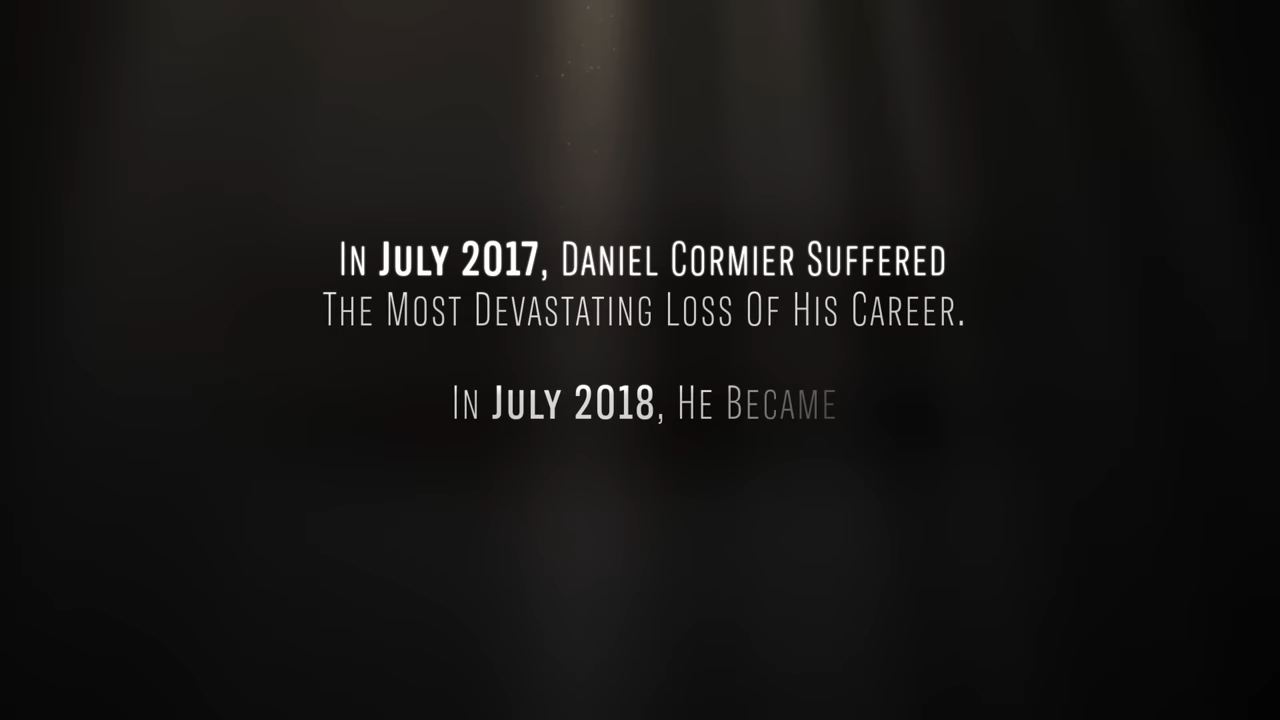 In July 2017, Daniel Cormier Suffered
The Most Devastating Loss Of His Career.
In July 2018, He Became